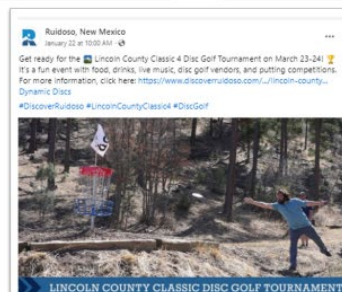 Ruidoso, New Mexico
January 22 at 10:00 AM ·
Get ready for the Lincoln County Classic 4 Disc Golf Tournament on March 23-24!
It's a fun event with food, drinks, live music, disc golf vendors, and putting competitions.
For more information, click here: https://www.discoverruidoso.com/.../lincoln-county...
Dynamic Discs
#DiscoverRuidoso #LincolnCountyClassic4 #DiscGolf
LINCOLN COUNTY CLASSIC DISC GOLF TOURNAMENT